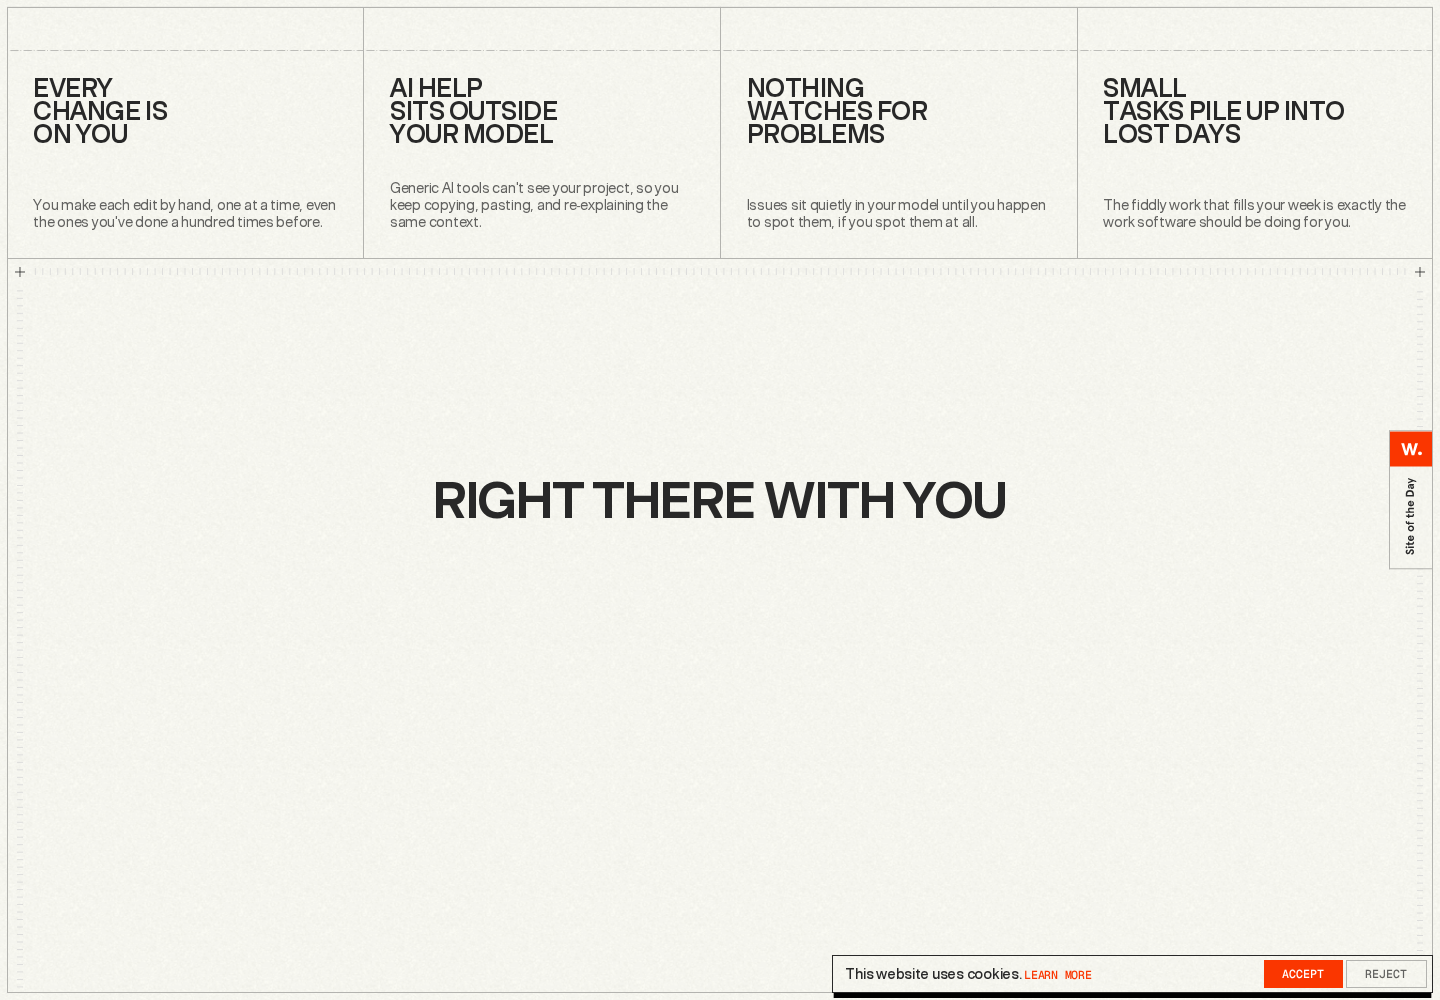 EVERY
CHANGE IS
ON YOU
You make each edit by hand, one at a time, even
the ones you've done a hundred times before.
AI HELP
SITS OUTSIDE
YOUR MODEL
Generic AI tools can't see your project, so you
keep copying, pasting, and re-explaining the
same context.
NOTHING
WATCHES FOR
PROBLEMS
Issues sit quietly in your model until you happen
to spot them, if you spot them at all.
SMALL
TASKS PILE UP INTO
LOST DAYS
The fiddly work that fills your week is exactly the
work software should be doing for you.
RIGHT THERE WITH YOU
W.
Site of the Day
This website uses cookies. LEARN MORE
ACCEPT
REJECT